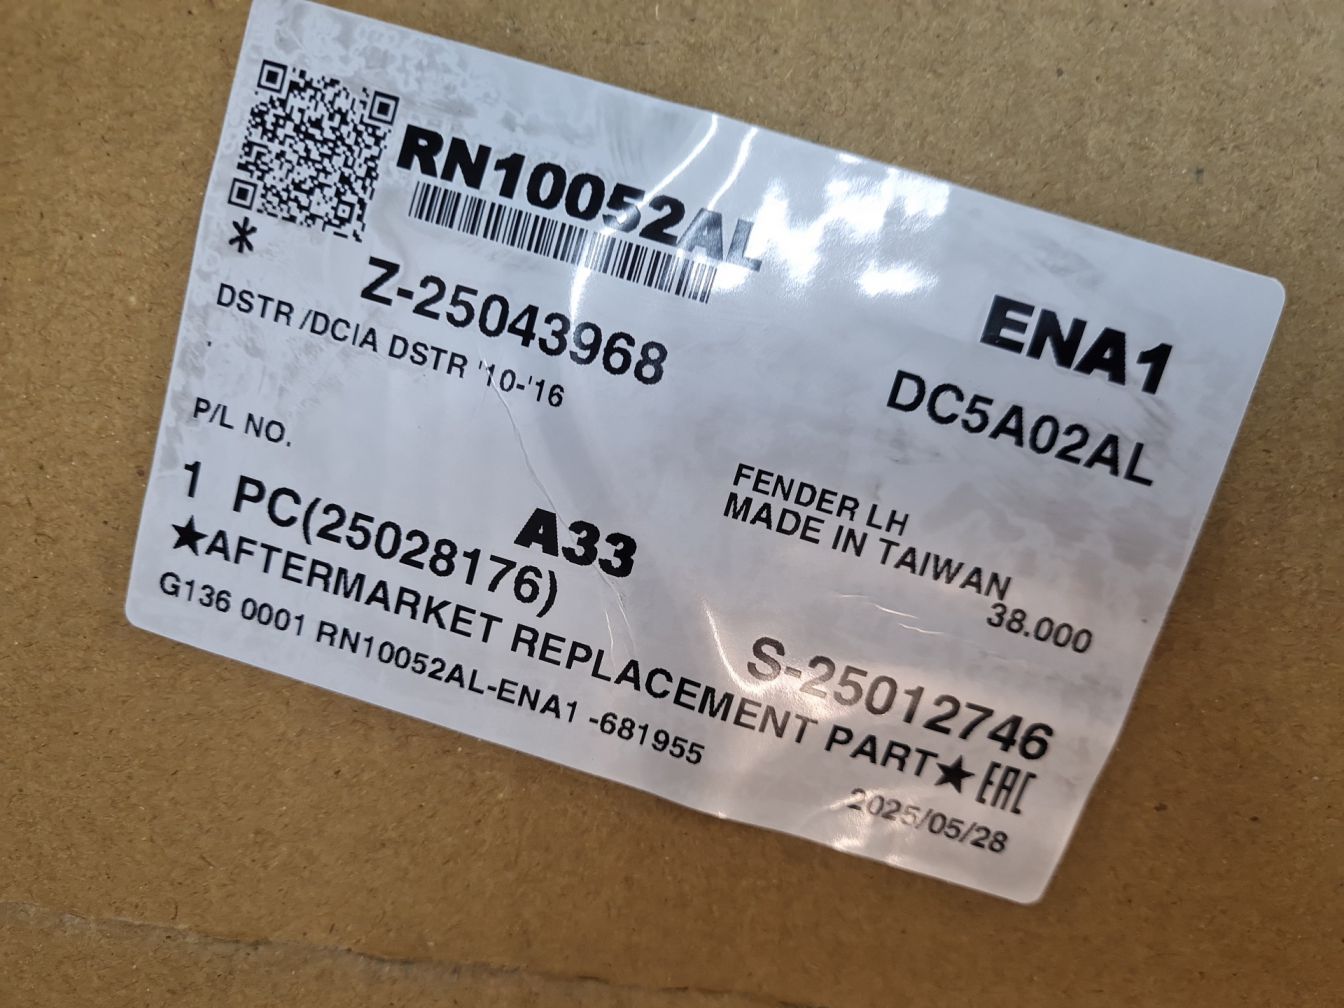 RN10052AL
*
Z-25043968
ENA1
DSTR /DCIA DSTR '10-'16
DC5A02AL
P/L NO.
FENDER LH
MADE IN TAIWAN
1 PC(25028176)
A33
38.000
★AFTERMARKET REPLACEMENT PART★ EAC
S-25012746
G136 0001 RN10052AL-ENA1 -681955
2025/05/28